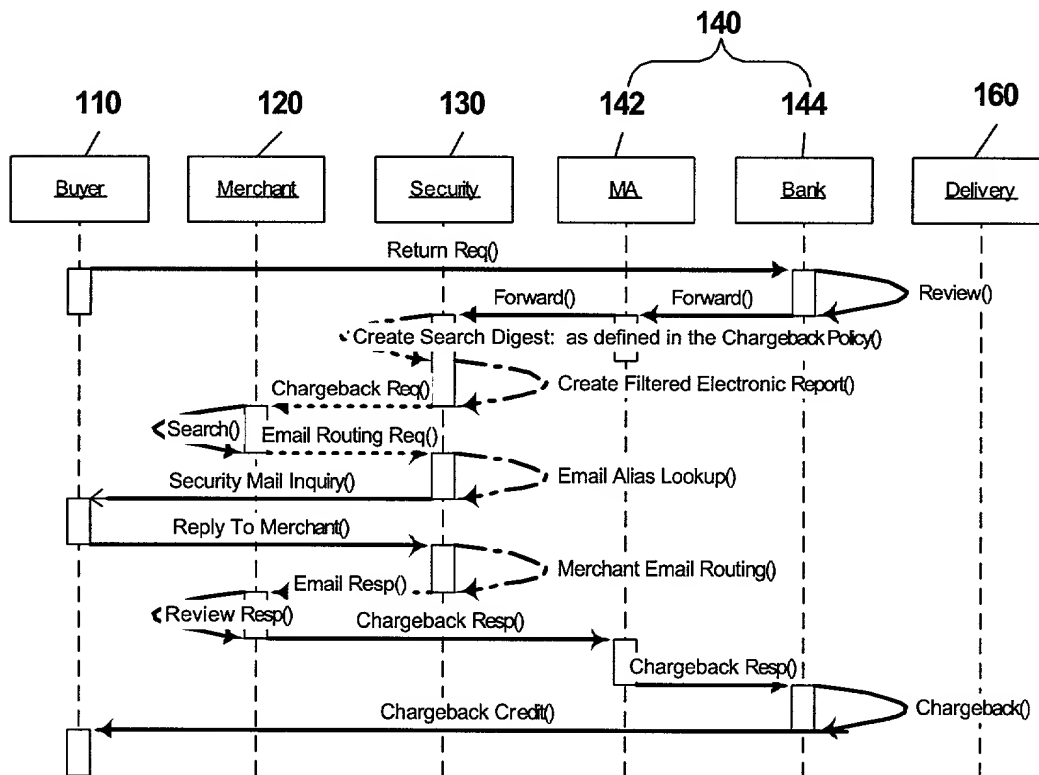 140
110 120 130 142 144 160
Buyer Merchant Security MA Bank Delivery
Return Req()
Review()
Forward() Forward()
Create Search Digest: as defined in the Chargeback Policy()
Create Filtered Electronic Report()
Chargeback Req()
Search() Email Routing Req()
Email Alias Lookup()
Security Mail Inquiry()
Reply To Merchant()
Merchant Email Routing()
Email Resp()
Review Resp() Chargeback Resp()
Chargeback Resp()
Chargeback()
Chargeback Credit()